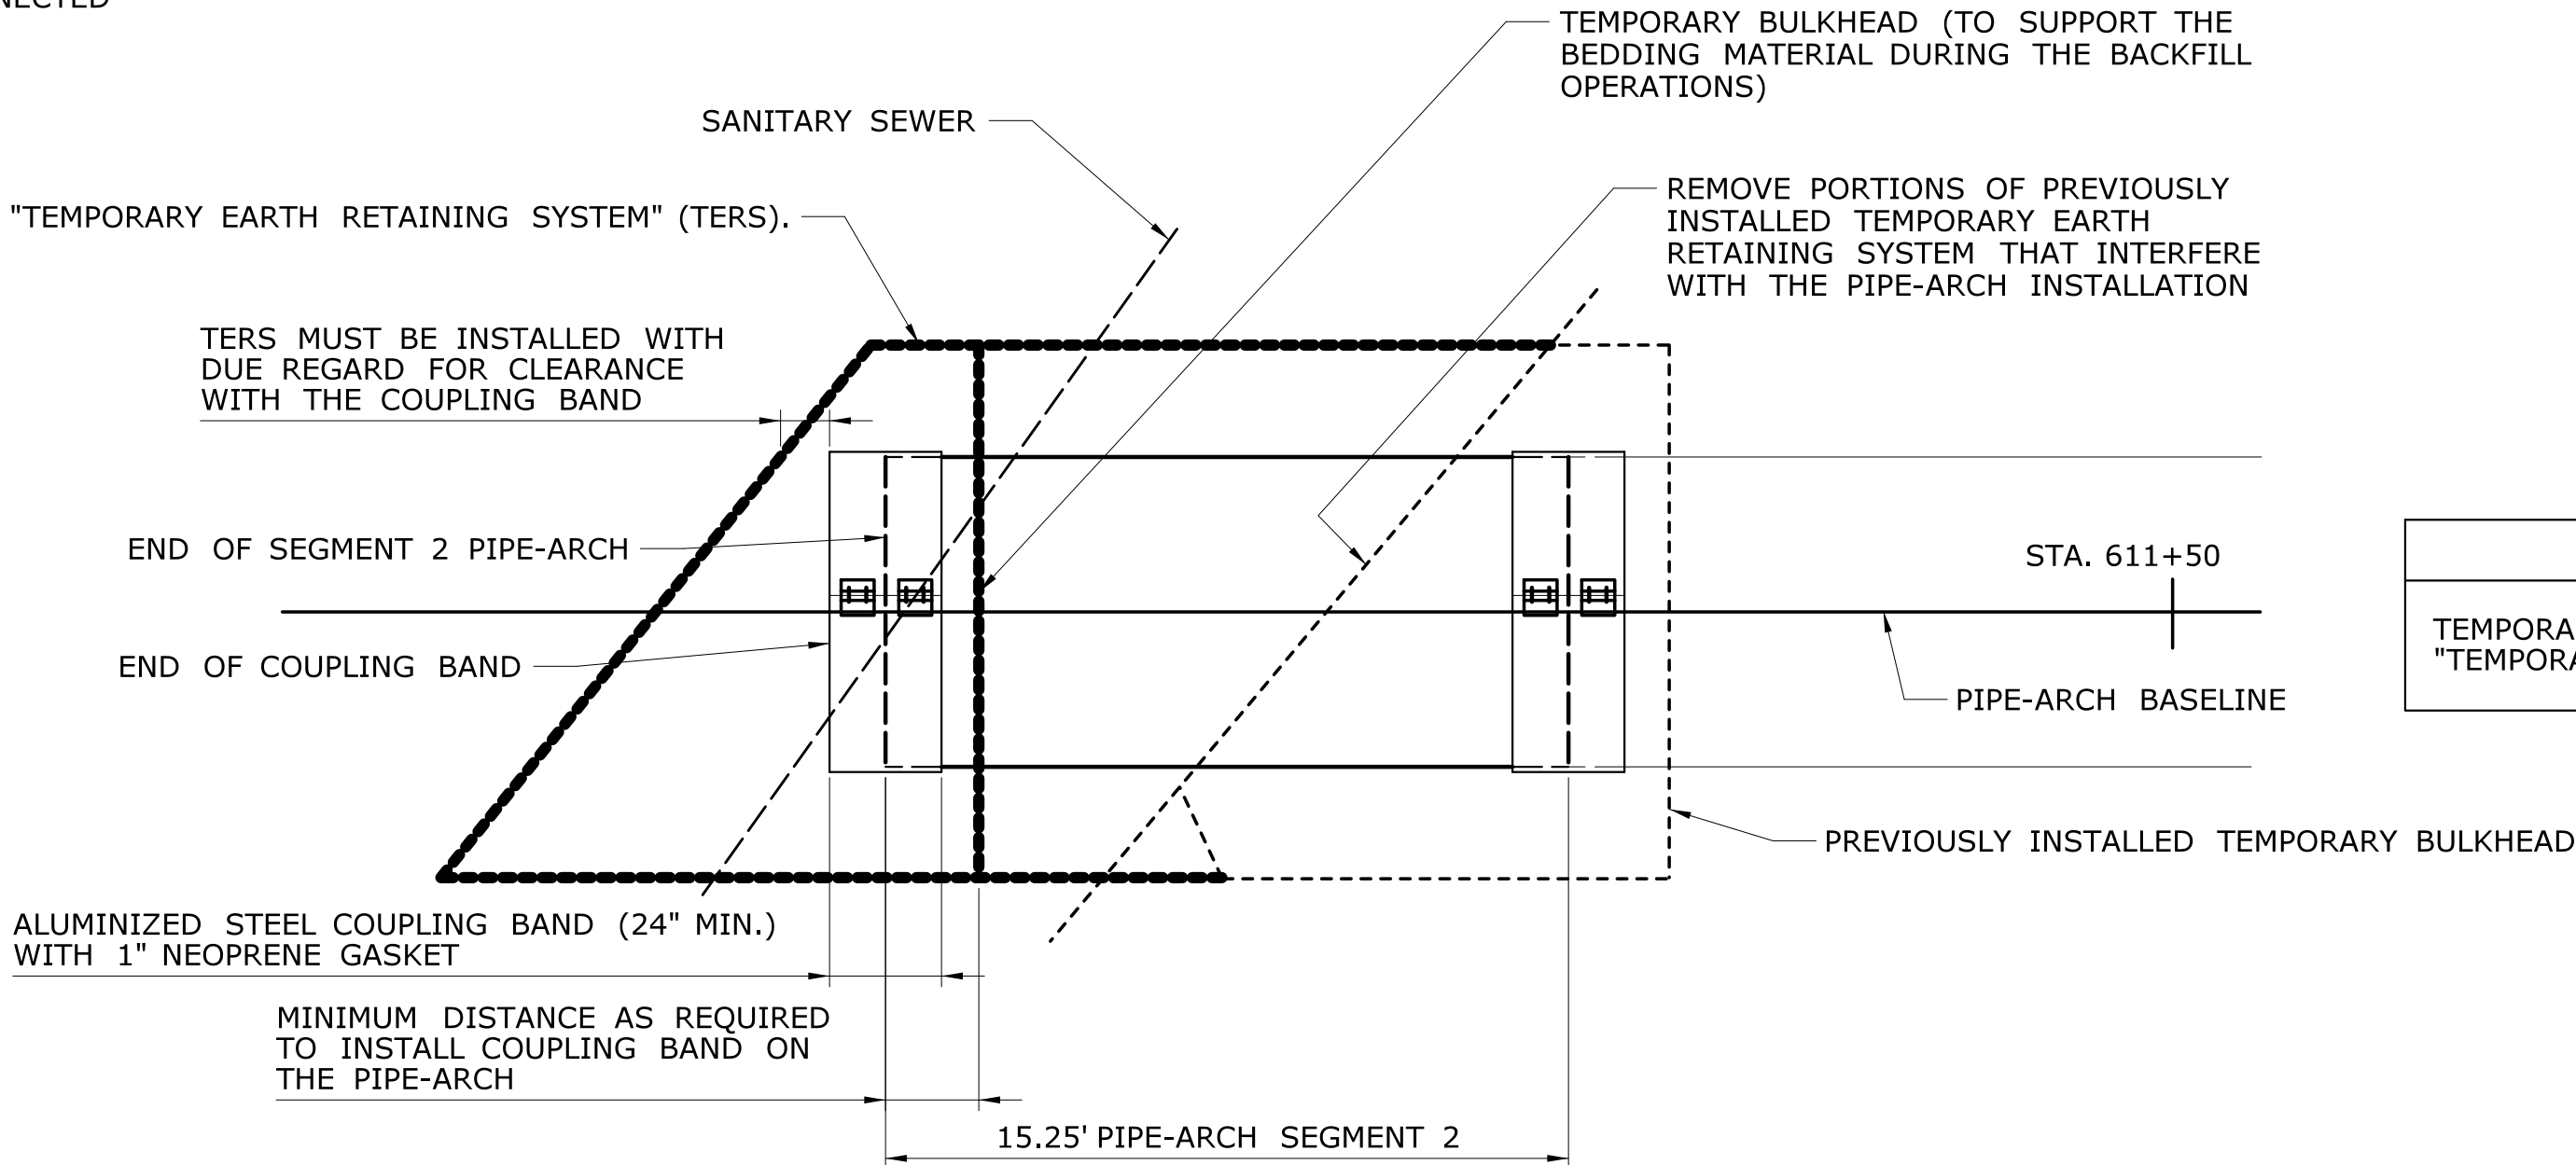 TEMPORARY BULKHEAD (TO SUPPORT THE
BEDDING MATERIAL DURING THE BACKFILL
OPERATIONS)
SANITARY SEWER
REMOVE PORTIONS OF PREVIOUSLY
INSTALLED TEMPORARY EARTH
RETAINING SYSTEM THAT INTERFERE
WITH THE PIPE-ARCH INSTALLATION
"TEMPORARY EARTH RETAINING SYSTEM" (TERS).
TERS MUST BE INSTALLED WITH
DUE REGARD FOR CLEARANCE
WITH THE COUPLING BAND
END OF SEGMENT 2 PIPE-ARCH
STA. 611+50
END OF COUPLING BAND
PIPE-ARCH BASELINE
PREVIOUSLY INSTALLED TEMPORARY BULKHEAD
ALUMINIZED STEEL COUPLING BAND (24" MIN.)
WITH 1" NEOPRENE GASKET
MINIMUM DISTANCE AS REQUIRED
TO INSTALL COUPLING BAND ON
THE PIPE-ARCH
15.25' PIPE-ARCH SEGMENT 2